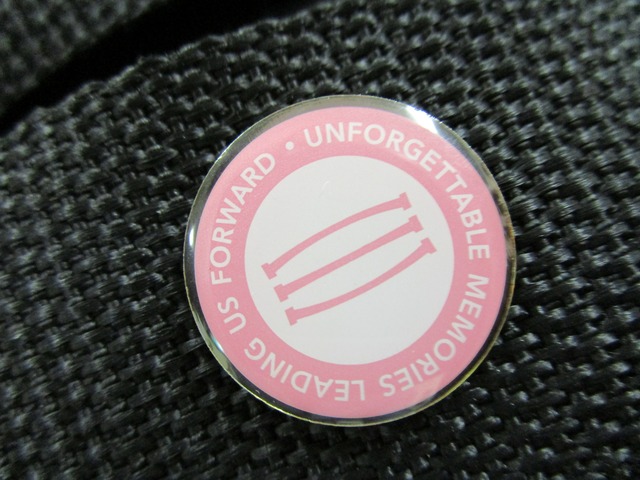 • UNFORGETTABLE MEMORIES LEADING US FORWARD